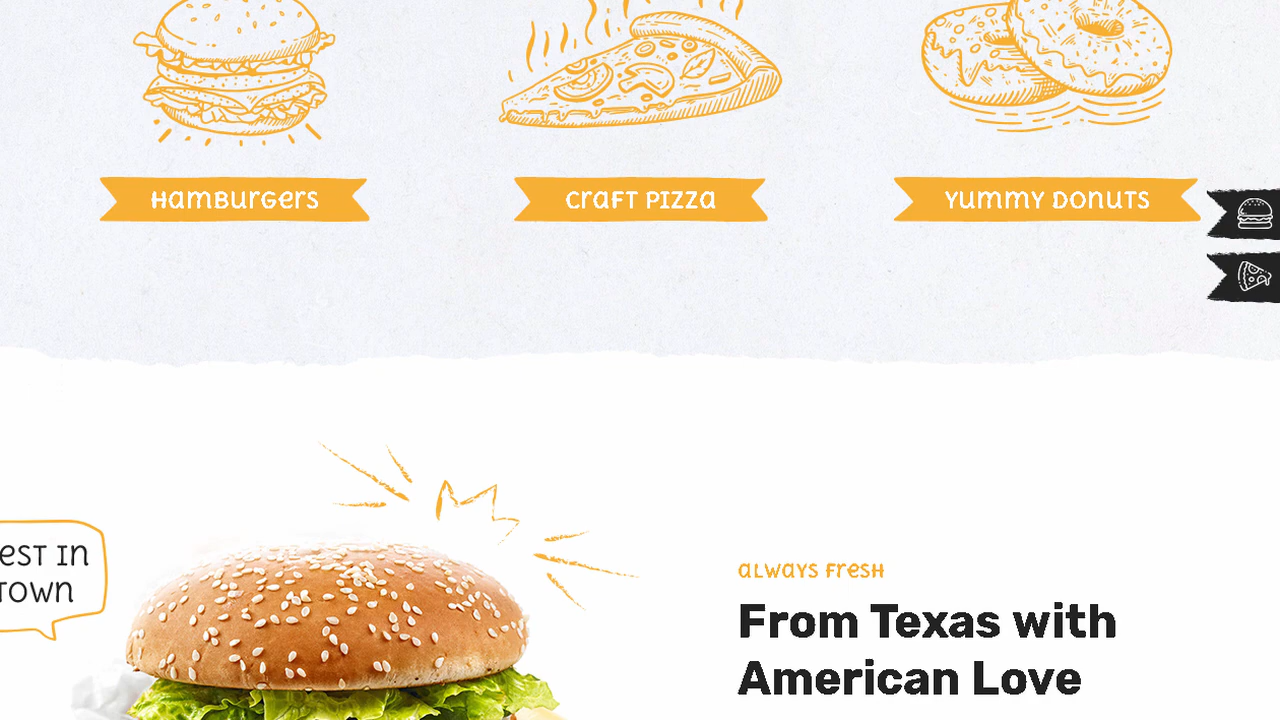 Hamburgers
Craft Pizza
Yummy Donuts
est in
town
Always Fresh
From Texas with
American Love